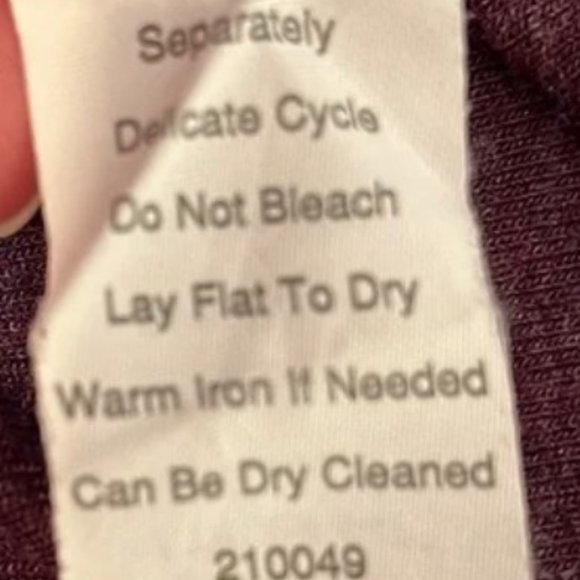 Separately
Delicate Cycle
Do Not Bleach
Lay Flat To Dry
Warm Iron If Needed
Can Be Dry Cleaned
210049